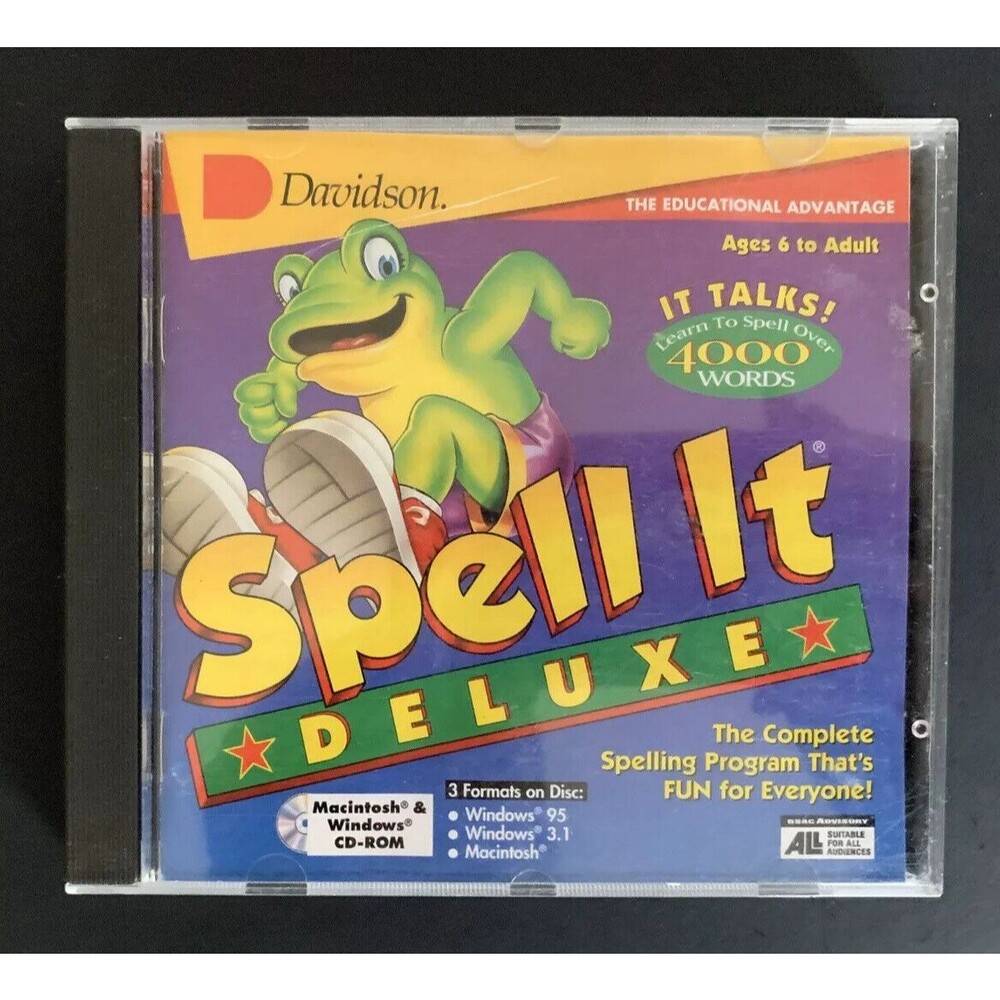 Davidson.
THE EDUCATIONAL ADVANTAGE
Ages 6 to Adult
IT TALKS!
Learn To Spell Over
4000
WORDS
Spell It®
DELUXE
The Complete
Spelling Program That's
FUN for Everyone!
Macintosh® &
Windows®
CD-ROM
3 Formats on Disc:
• Windows® 95
• Windows® 3.1
• Macintosh®
RSAC ADVISORY
ALL
SUITABLE
FOR ALL
AUDIENCES